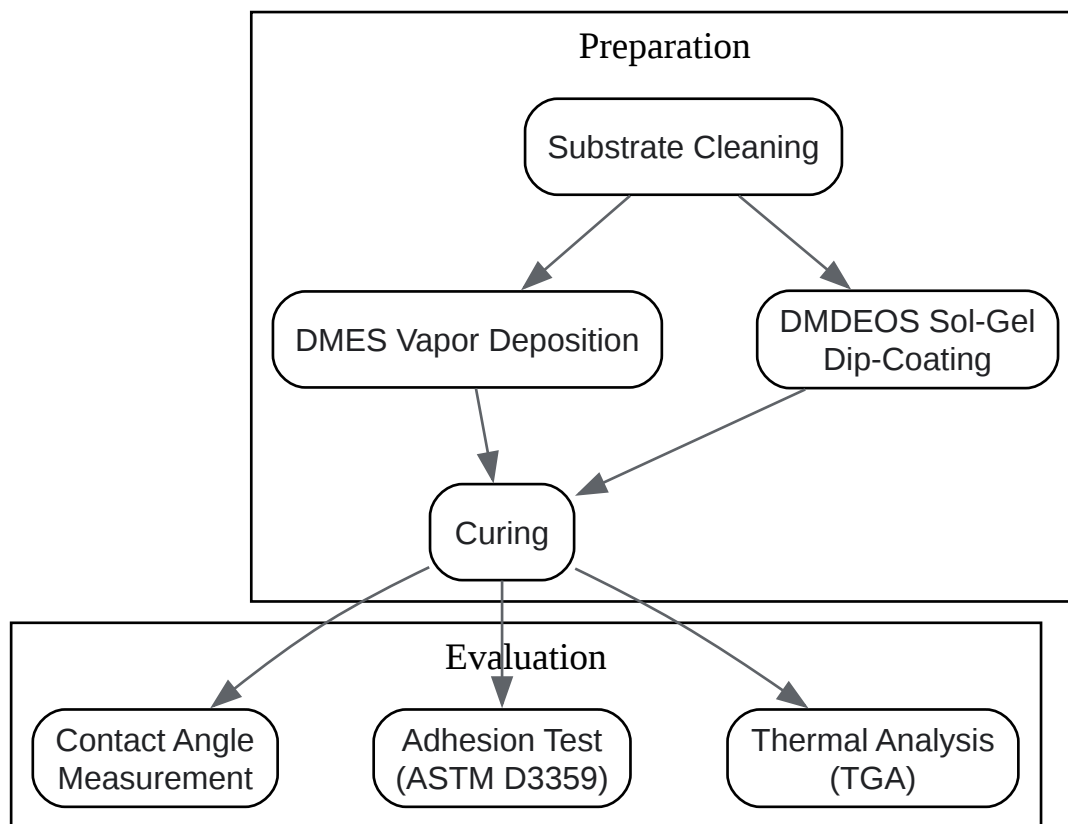 Preparation
Substrate Cleaning
DMES Vapor Deposition
DMDEOS Sol-Gel
Dip-Coating
Curing
Evaluation
Contact Angle
Measurement
Adhesion Test
(ASTM D3359)
Thermal Analysis
(TGA)